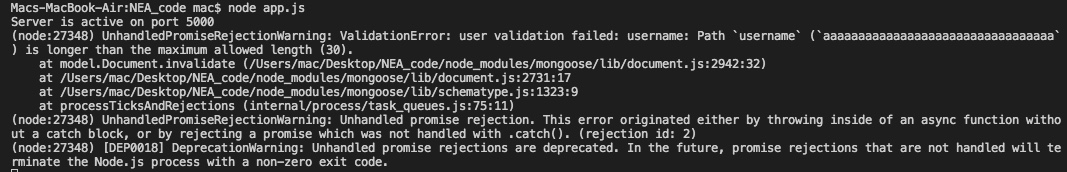 Macs-MacBook-Air:NEA_code mac$ node app.js
Server is active on port 5000
(node:27348) UnhandledPromiseRejectionWarning: ValidationError: user validation failed: username: Path `username` (`aaaaaaaaaaaaaaaaaaaaaaaaaaaaaaaaa`
) is longer than the maximum allowed length (30).
    at model.Document.invalidate (/Users/mac/Desktop/NEA_code/node_modules/mongoose/lib/document.js:2942:32)
    at /Users/mac/Desktop/NEA_code/node_modules/mongoose/lib/document.js:2731:17
    at /Users/mac/Desktop/NEA_code/node_modules/mongoose/lib/schematype.js:1323:9
    at processTicksAndRejections (internal/process/task_queues.js:75:11)
(node:27348) UnhandledPromiseRejectionWarning: Unhandled promise rejection. This error originated either by throwing inside of an async function witho
ut a catch block, or by rejecting a promise which was not handled with .catch(). (rejection id: 2)
(node:27348) [DEP0018] DeprecationWarning: Unhandled promise rejections are deprecated. In the future, promise rejections that are not handled will te
rminate the Node.js process with a non-zero exit code.